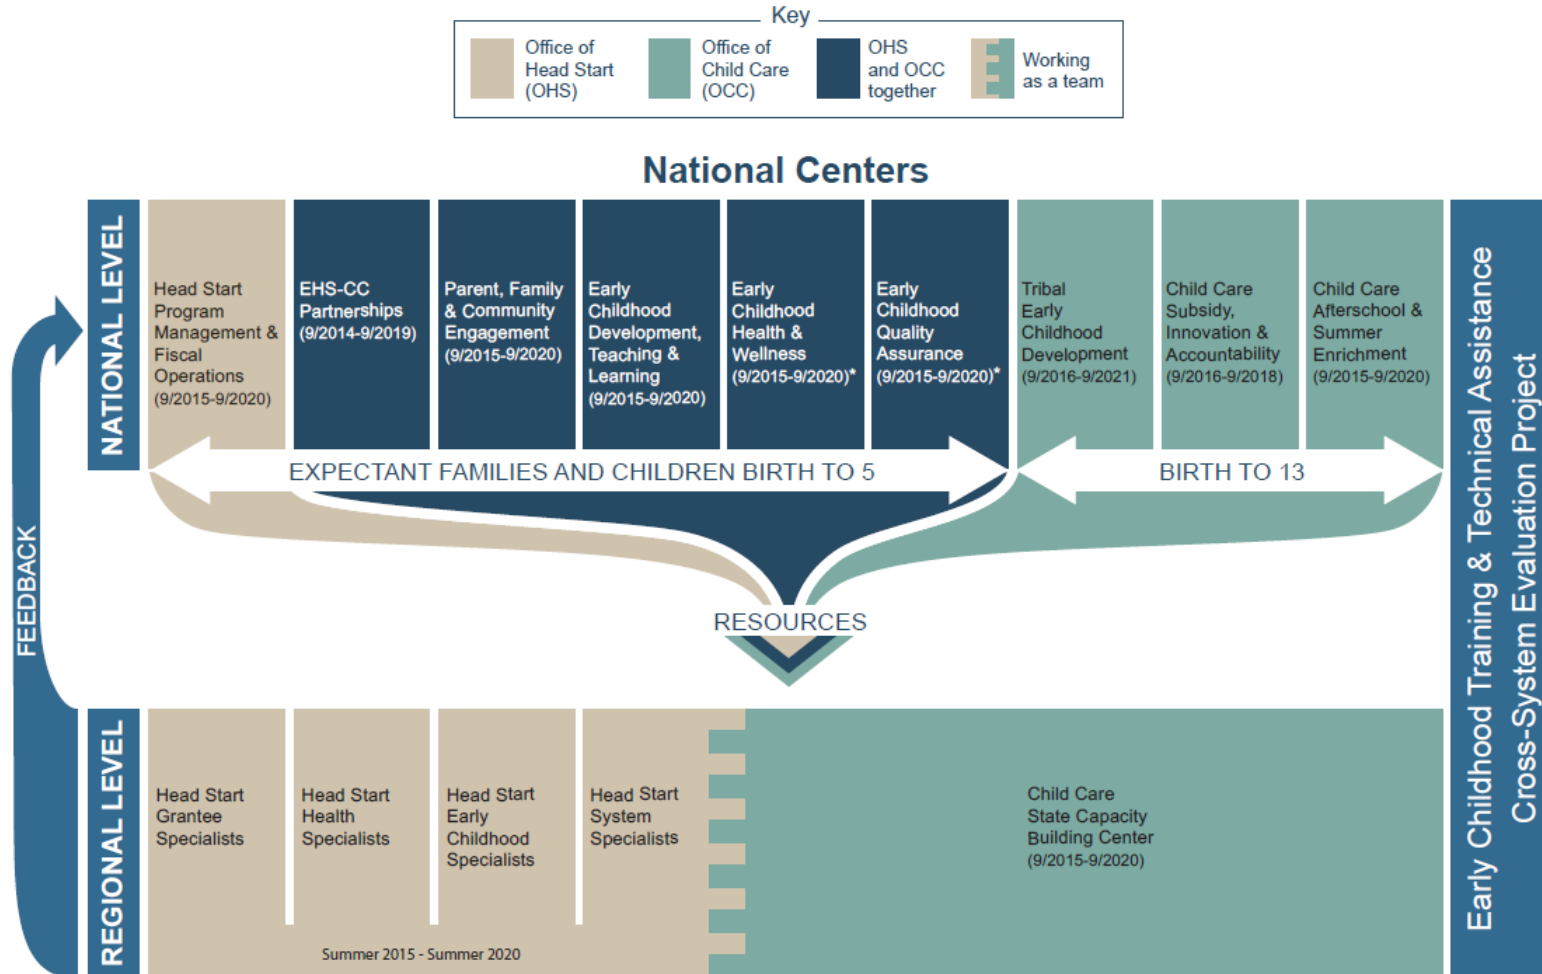 Key
Office of
Head Start
(OHS)
Office of
Child Care
(OCC)
OHS
and OCC
together
Working
as a team
National Centers
NATIONAL LEVEL
Head Start
Program
Management &
Fiscal
Operations
(9/2015-9/2020)
EHS-CC
Partnerships
(9/2014-9/2019)
Parent, Family
& Community
Engagement
(9/2015-9/2020)
Early
Childhood
Development,
Teaching &
Learning
(9/2015-9/2020)
Early
Childhood
Health &
Wellness
(9/2015-9/2020)*
Early
Childhood
Quality
Assurance
(9/2015-9/2020)*
Tribal
Early
Childhood
Development
(9/2016-9/2021)
Child Care
Subsidy,
Innovation &
Accountability
(9/2016-9/2018)
Child Care
Afterschool &
Summer
Enrichment
(9/2015-9/2020)
EXPECTANT FAMILIES AND CHILDREN BIRTH TO 5
BIRTH TO 13
FEEDBACK
RESOURCES
REGIONAL LEVEL
Head Start
Grantee
Specialists
Head Start
Health
Specialists
Head Start
Early
Childhood
Specialists
Head Start
System
Specialists
Child Care
State Capacity
Building Center
(9/2015-9/2020)
Summer 2015 - Summer 2020
Early Childhood Training & Technical Assistance
Cross-System Evaluation Project